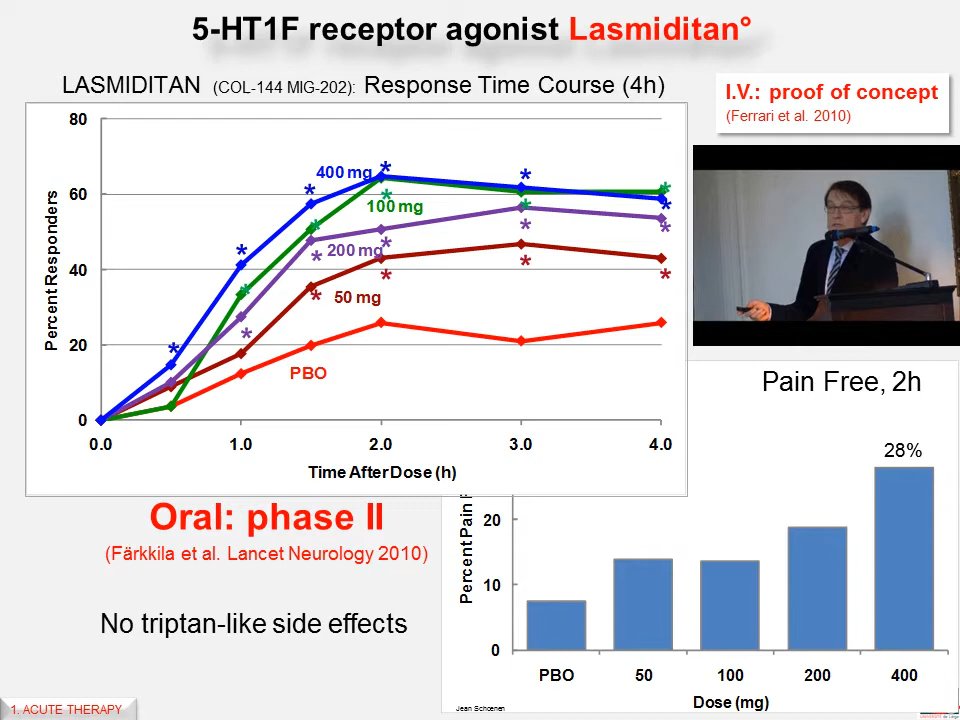 5-HT1F receptor agonist Lasmiditan°
LASMIDITAN (COL-144 MIG-202): Response Time Course (4h)
I.V.: proof of concept
(Ferrari et al. 2010)
Percent Responders
80
60
40
20
0
400 mg
100 mg
200 mg
50 mg
PBO
0.0 1.0 2.0 3.0 4.0
Time After Dose (h)
Pain Free, 2h
28%
Percent Pain
20
10
0
PBO 50 100 200 400
Dose (mg)
Oral: phase II
(Färkkila et al. Lancet Neurology 2010)
No triptan-like side effects
1. ACUTE THERAPY
Jean Schoenen